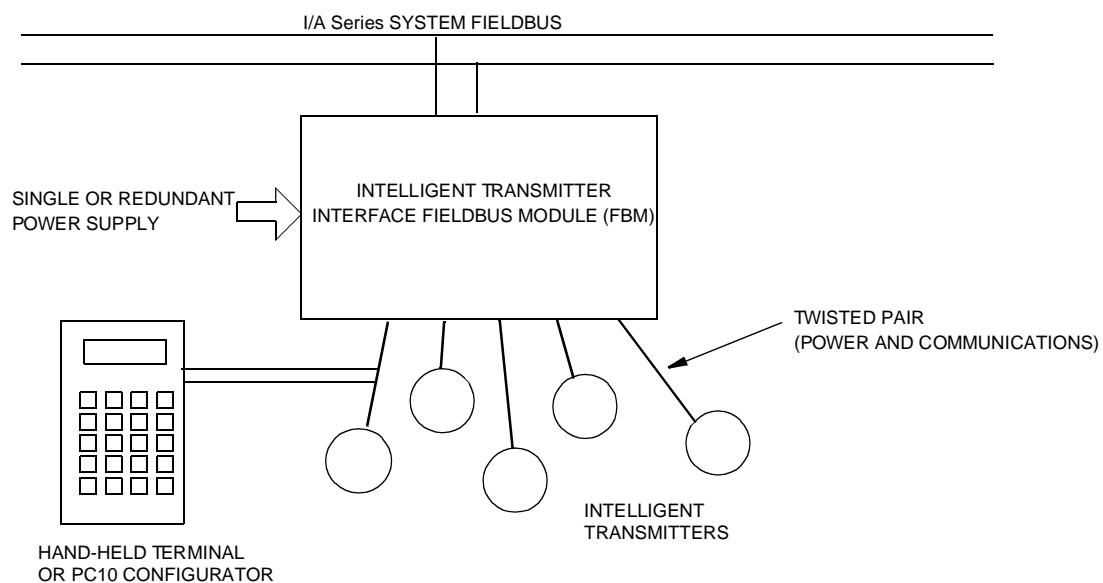 I/A Series SYSTEM FIELDBUS
INTELLIGENT TRANSMITTER
INTERFACE FIELDBUS MODULE (FBM)
SINGLE OR REDUNDANT
POWER SUPPLY
TWISTED PAIR
(POWER AND COMMUNICATIONS)
INTELLIGENT
TRANSMITTERS
HAND-HELD TERMINAL
OR PC10 CONFIGURATOR